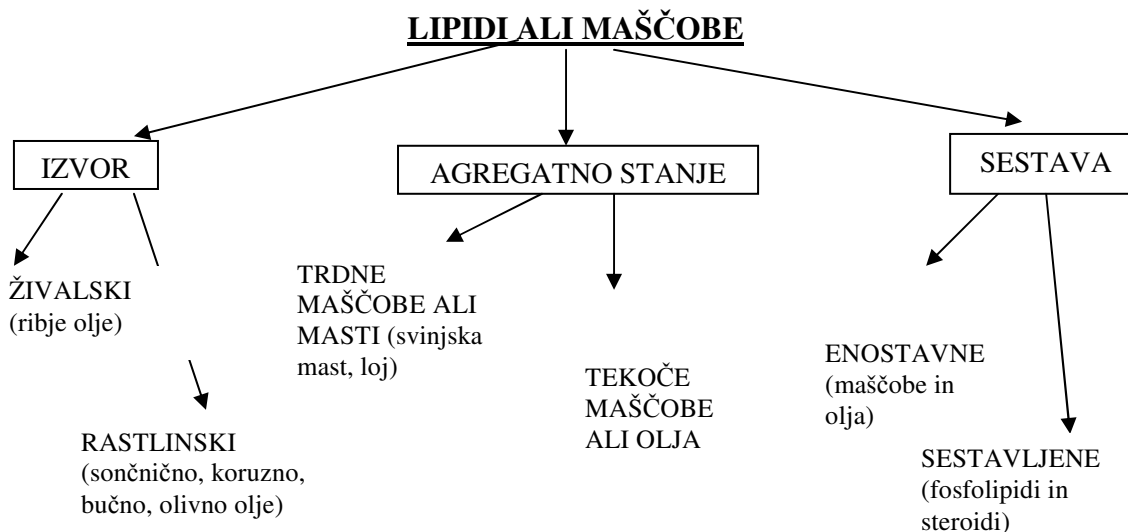 LIPIDI ALI MAŠČOBE
IZVOR
AGREGATNO STANJE
SESTAVA
ŽIVALSKI
(ribje olje)
RASTLINSKI
(sončnično, koruzno,
bučno, olivno olje)
TRDNE
MAŠČOBE ALI
MASTI (svinjska
mast, loj)
TEKOČE
MAŠČOBE
ALI OLJA
ENOSTAVNE
(maščobe in
olja)
SESTAVLJENE
(fosfolipidi in
steroidi)